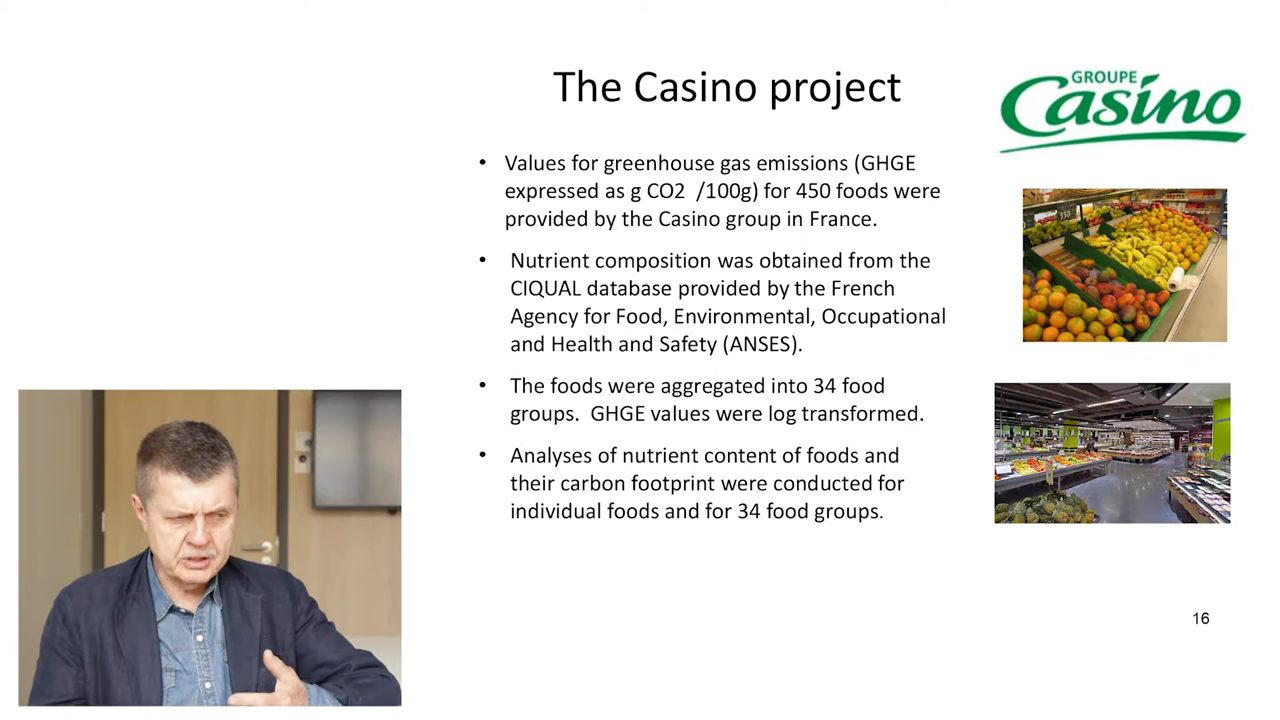 The Casino project
GROUPE
Casino
• Values for greenhouse gas emissions (GHGE
expressed as g CO2 /100g) for 450 foods were
provided by the Casino group in France.
• Nutrient composition was obtained from the
CIQUAL database provided by the French
Agency for Food, Environmental, Occupational
and Health and Safety (ANSES).
• The foods were aggregated into 34 food
groups. GHGE values were log transformed.
• Analyses of nutrient content of foods and
their carbon footprint were conducted for
individual foods and for 34 food groups.
16